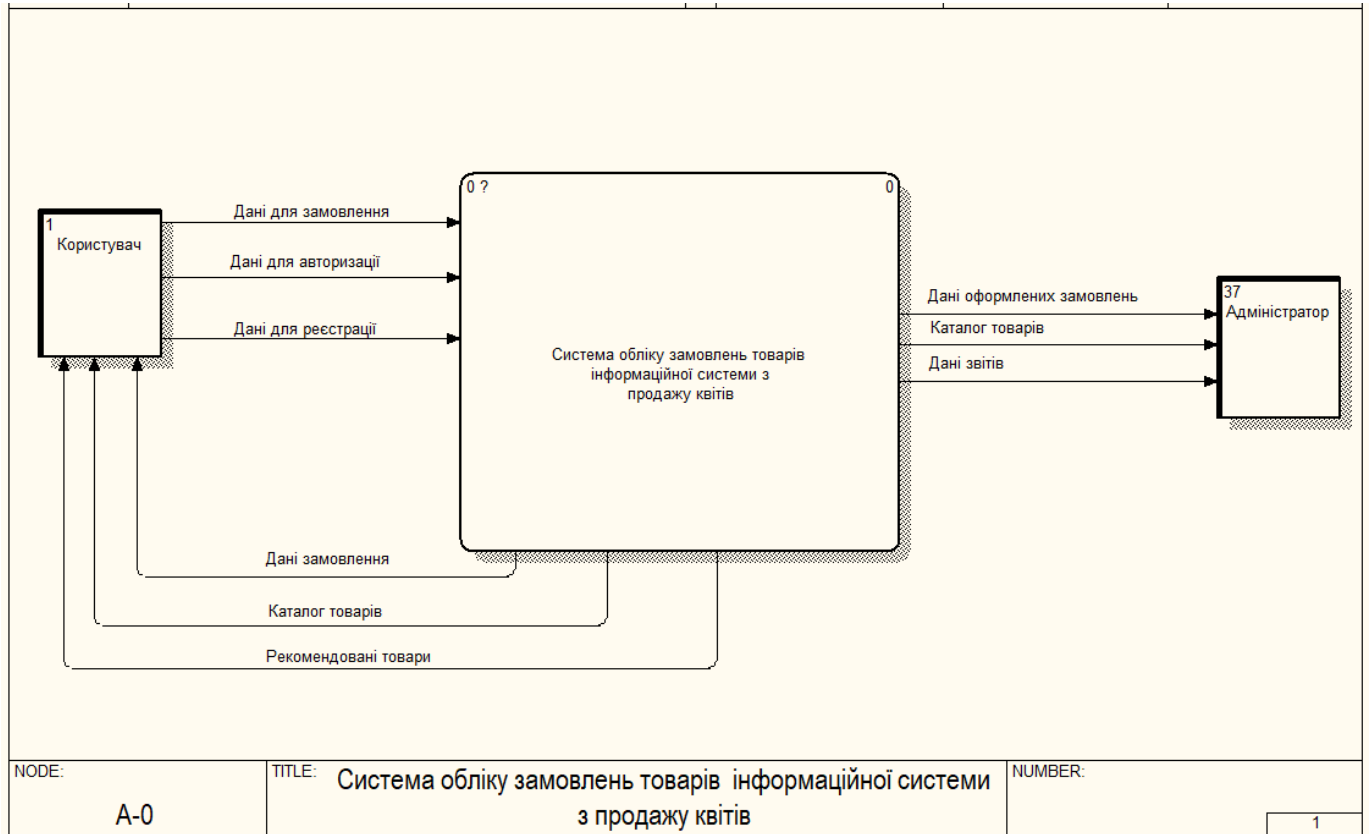 0 ?
0
1
Користувач
Дані для замовлення
Дані для авторизації
Дані для реєстрації
Система обліку замовлень товарів
інформаційної системи з
продажу квітів
Дані оформлених замовлень
Каталог товарів
Дані звітів
37
Адміністратор
Дані замовлення
Каталог товарів
Рекомендовані товари
NODE:
A-0
TITLE:
Система обліку замовлень товарів інформаційної системи
з продажу квітів
NUMBER:
1